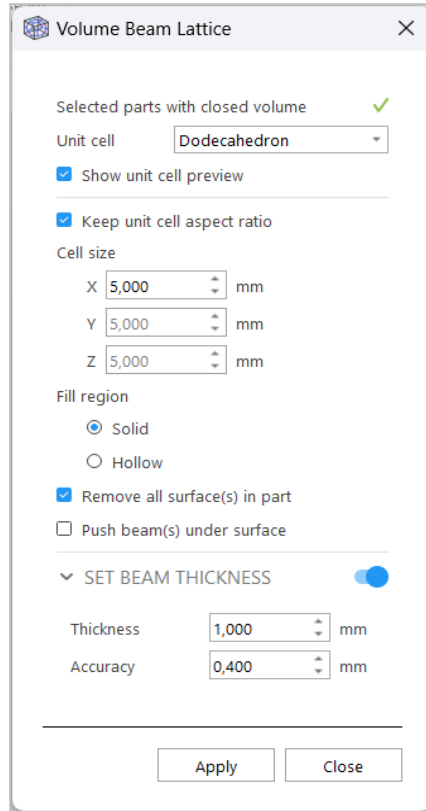 Volume Beam Lattice
Selected parts with closed volume
Unit cell Dodecahedron
Show unit cell preview
Keep unit cell aspect ratio
Cell size
X 5,000 mm
Y 5,000 mm
Z 5,000 mm
Fill region
Solid
Hollow
Remove all surface(s) in part
Push beam(s) under surface
SET BEAM THICKNESS
Thickness 1,000 mm
Accuracy 0,400 mm
Apply Close